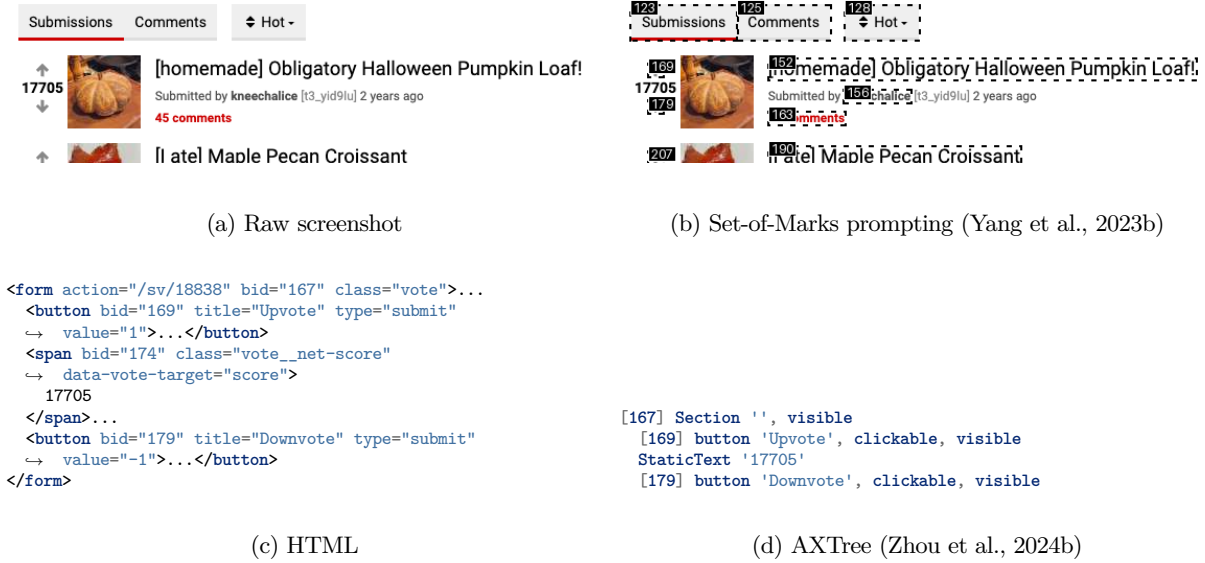 Submissions Comments Hot
17705
[homemade] Obligatory Halloween Pumpkin Loaf!
Submitted by kneechalice [t3_yid9lu] 2 years ago
45 comments
[I ate] Maple Pecan Croissant
(a) Raw screenshot
123 125 128
Submissions Comments Hot
169
17705
179
152 homemade] Obligatory Halloween Pumpkin Loaf!
Submitted by 156 chalice [t3_yid9lu] 2 years ago
163 mments
207
190 ate] Maple Pecan Croissant
(b) Set-of-Marks prompting (Yang et al., 2023b)
<form action="/sv/18838" bid="167" class="vote">...
<button bid="169" title="Upvote" type="submit"
↪ value="1">...</button>
<span bid="174" class="vote__net-score"
↪ data-vote-target="score">
17705
</span>...
<button bid="179" title="Downvote" type="submit"
↪ value="-1">...</button>
</form>
(c) HTML
[167] Section '', visible
[169] button 'Upvote', clickable, visible
StaticText '17705'
[179] button 'Downvote', clickable, visible
(d) AXTree (Zhou et al., 2024b)